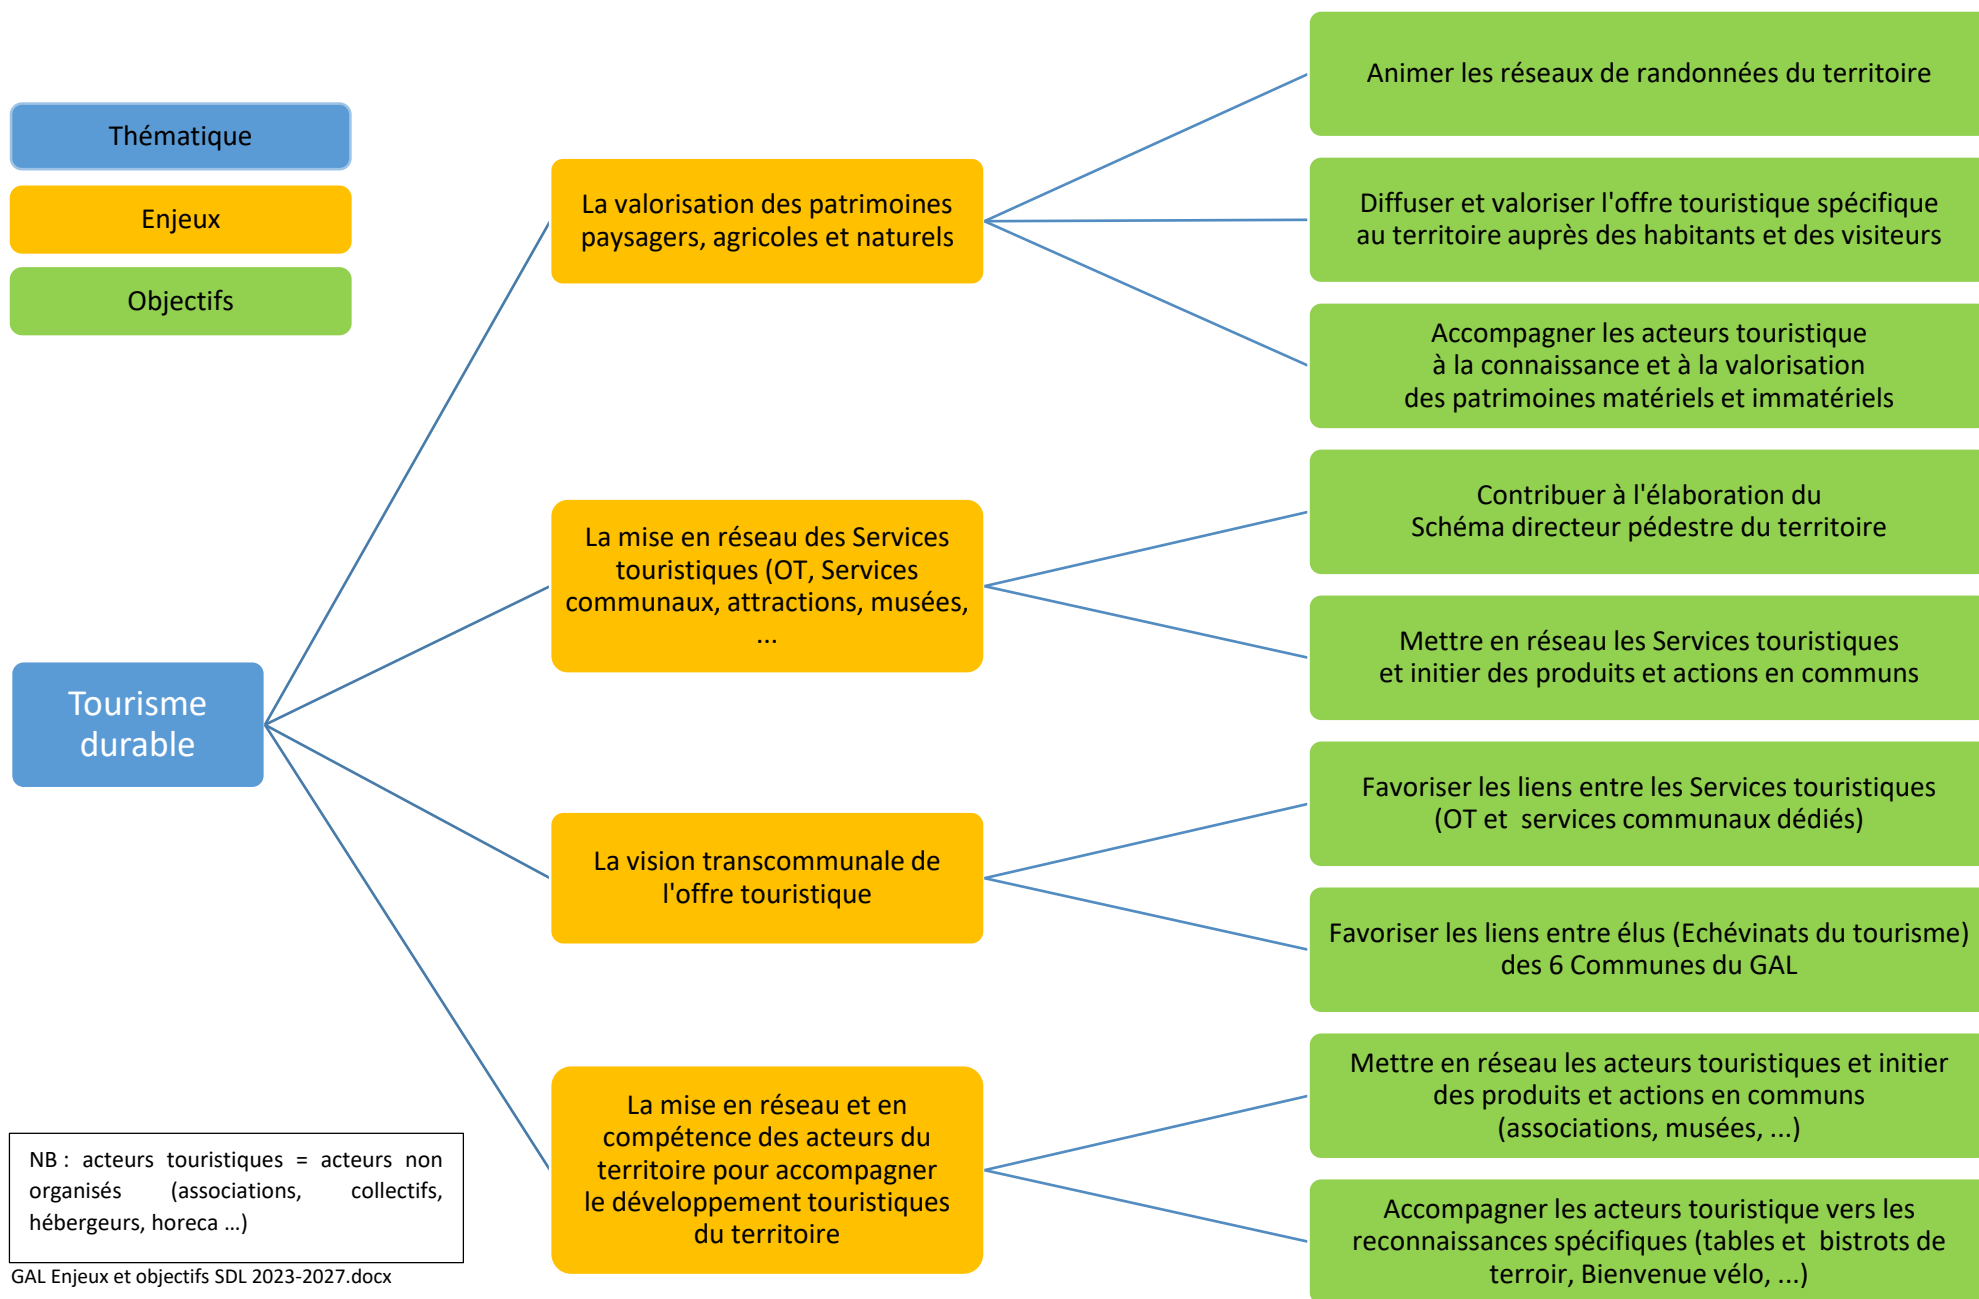 Thématique
Enjeux
Objectifs
Tourisme
durable
La valorisation des patrimoines
paysagers, agricoles et naturels
La mise en réseau des Services
touristiques (OT, Services
communaux, attractions, musées,
...
La vision transcommunale de
l'offre touristique
La mise en réseau et en
compétence des acteurs du
territoire pour accompagner
le développement touristiques
du territoire
Animer les réseaux de randonnées du territoire
Diffuser et valoriser l'offre touristique spécifique
au territoire auprès des habitants et des visiteurs
Accompagner les acteurs touristique
à la connaissance et à la valorisation
des patrimoines matériels et immatériels
Contribuer à l'élaboration du
Schéma directeur pédestre du territoire
Mettre en réseau les Services touristiques
et initier des produits et actions en communs
Favoriser les liens entre les Services touristiques
(OT et  services communaux dédiés)
Favoriser les liens entre élus (Echévinats du tourisme)
des 6 Communes du GAL
Mettre en réseau les acteurs touristiques et initier
des produits et actions en communs
(associations, musées, ...)
Accompagner les acteurs touristique vers les
reconnaissances spécifiques (tables et  bistrots de
terroir, Bienvenue vélo, ...)
NB : acteurs touristiques = acteurs non
organisés (associations, collectifs,
hébergeurs, horeca …)
GAL Enjeux et objectifs SDL 2023-2027.docx